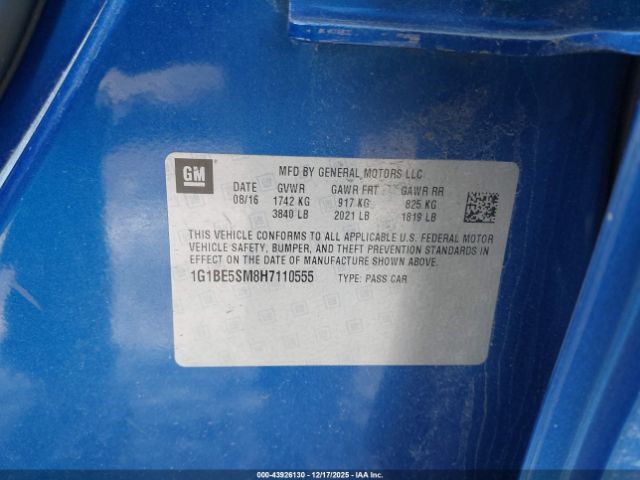 GM
MFD BY GENERAL MOTORS LLC
DATE GVWR GAWR FRT GAWR RR
08/16 1742 KG 917 KG 825 KG
3840 LB 2021 LB 1819 LB
THIS VEHICLE CONFORMS TO ALL APPLICABLE U.S. FEDERAL MOTOR
VEHICLE SAFETY, BUMPER, AND THEFT PREVENTION STANDARDS IN
EFFECT ON THE DATE OF MANUFACTURE SHOWN ABOVE.
1G1BE5SM8H7110555 TYPE: PASS CAR
000-43926130 - 12/17/2025 - IAA Inc.